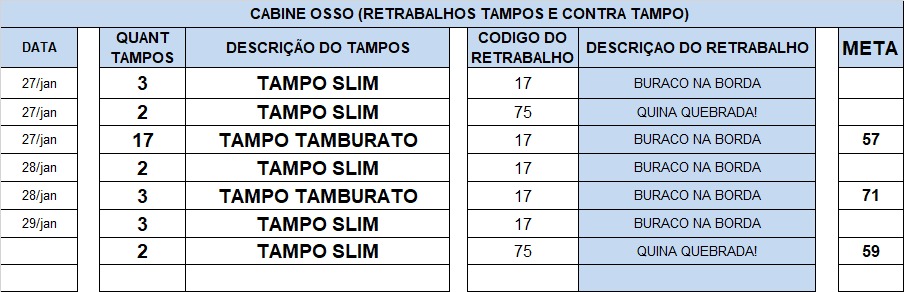 CABINE OSSO (RETRABALHOS TAMPOS E CONTRA TAMPO)
DATA QUANT TAMPOS DESCRIÇÃO DO TAMPOS CODIGO DO RETRABALHO DESCRIÇAO DO RETRABALHO META
27/jan 3 TAMPO SLIM 17 BURACO NA BORDA
27/jan 2 TAMPO SLIM 75 QUINA QUEBRADA!
27/jan 17 TAMPO TAMBURATO 17 BURACO NA BORDA 57
28/jan 2 TAMPO SLIM 17 BURACO NA BORDA
28/jan 3 TAMPO TAMBURATO 17 BURACO NA BORDA 71
29/jan 3 TAMPO SLIM 17 BURACO NA BORDA
2 TAMPO SLIM 75 QUINA QUEBRADA! 59